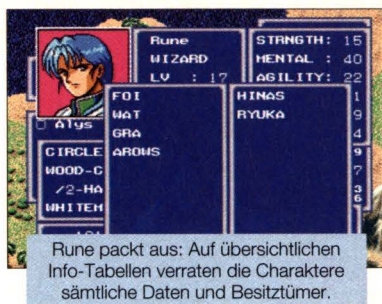 Rune
WIZARD
LV : 17
STRNGTH: 15
MENTAL : 40
AGILITY: 22
Alys
FOI
WAT
GRA
AROWS
HINAS
RYUKA
1
9
4
9
7
36
CIRCLE
WOOD-C
/2-HA
WHITEM
Rune packt aus: Auf übersichtlichen
Info-Tabellen verraten die Charaktere
sämtliche Daten und Besitztümer.